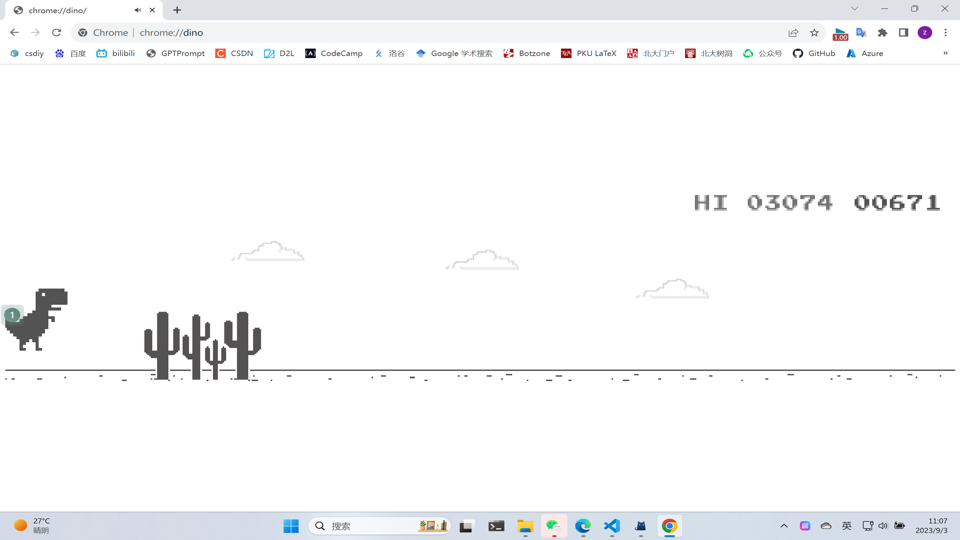 chrome://dino/
Chrome | chrome://dino
1.00
z
csdiy
百度
bilibili
GPTPrompt
CSDN
D2L
CodeCamp
洛谷
Google 学术搜索
Botzone
PKU LaTeX
北大门户
北大树洞
公众号
GitHub
Azure
»
HI 03074 00671
1
27°C
晴朗
搜索
英
11:07
2023/9/3